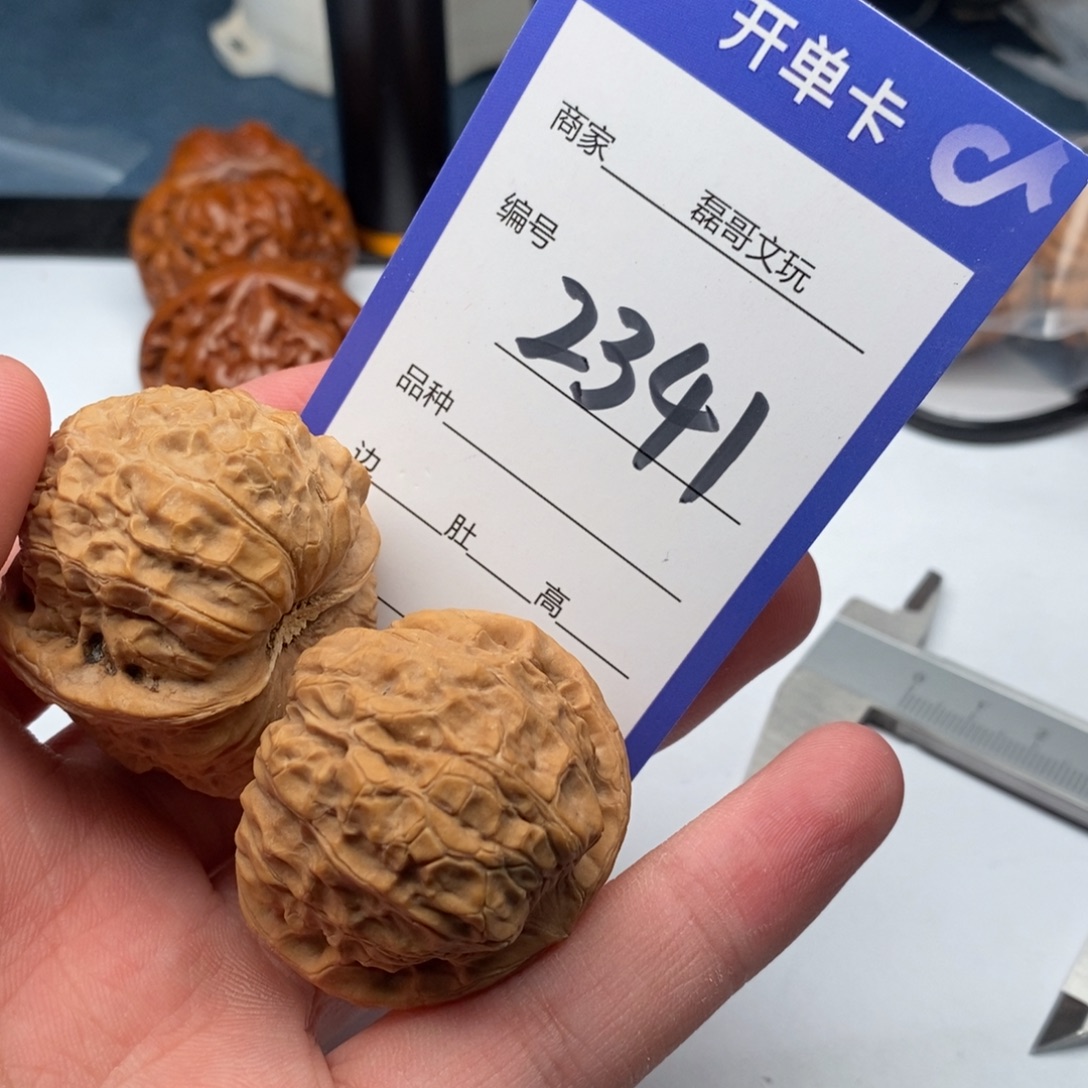 开单卡
商家 磊哥文玩
编号 2341
品种
边 肚 高